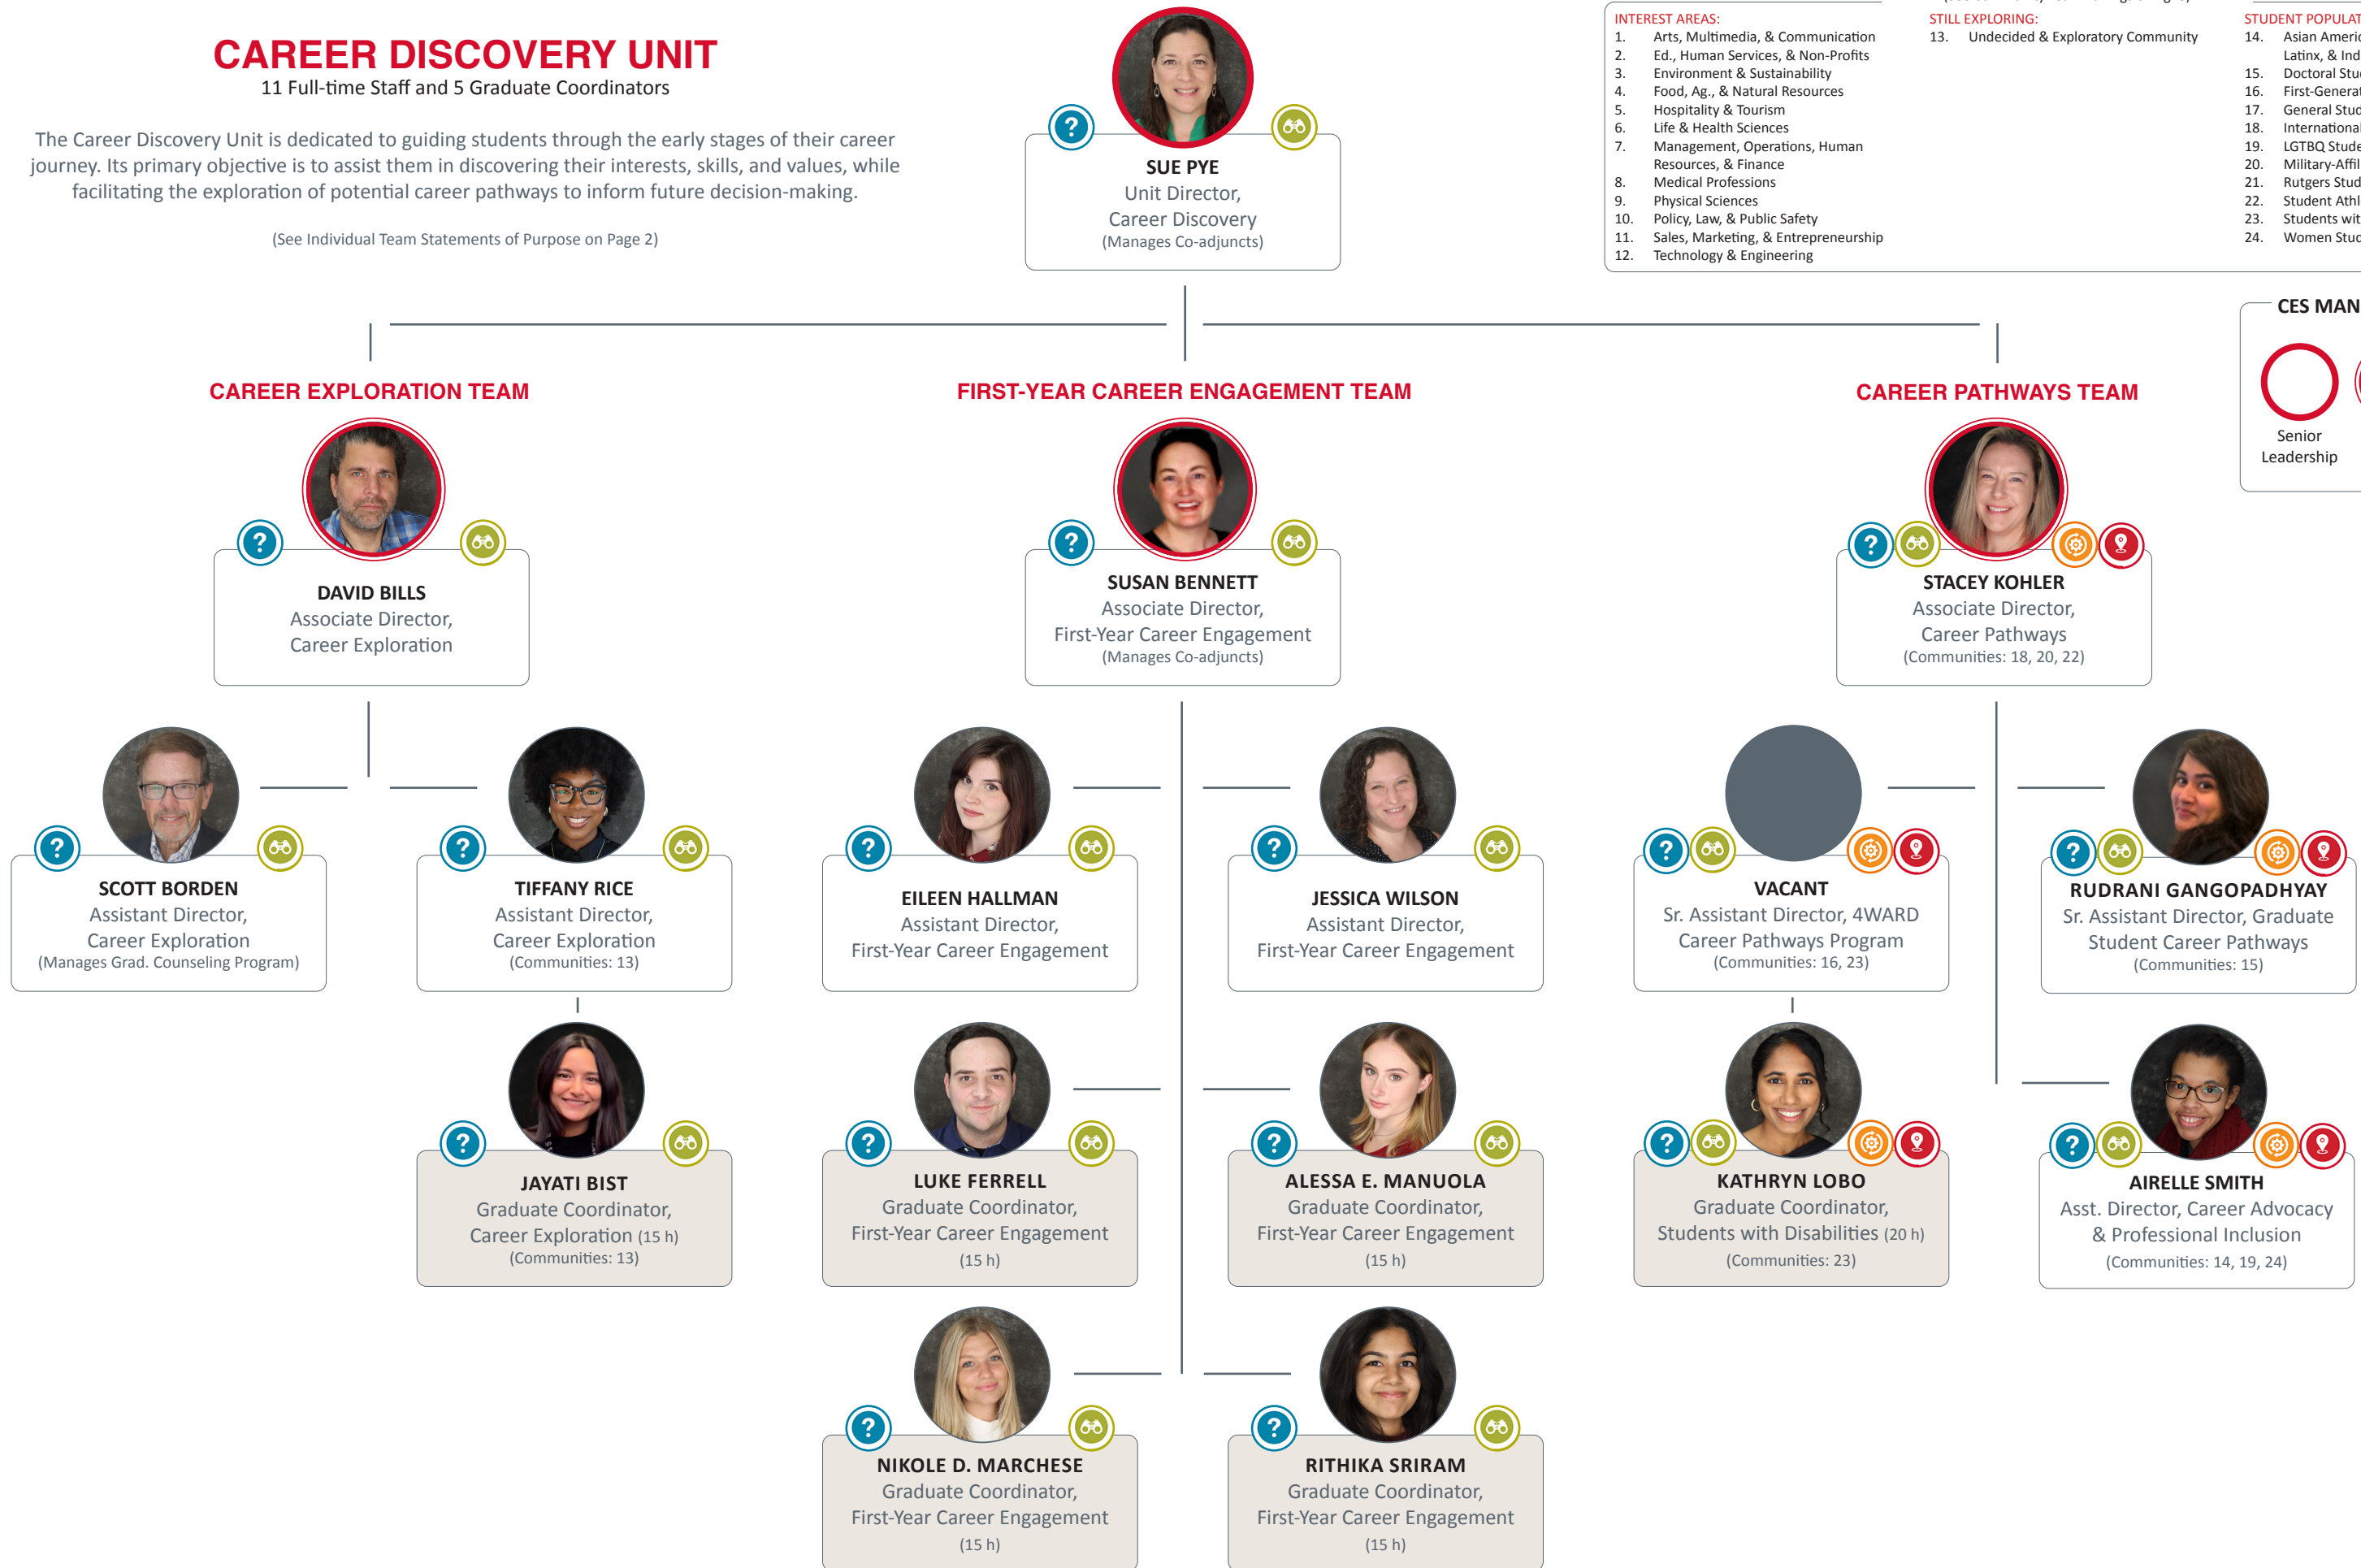 CAREER DISCOVERY UNIT
11 Full-time Staff and 5 Graduate Coordinators
The Career Discovery Unit is dedicated to guiding students through the early stages of their career
journey. Its primary objective is to assist them in discovering their interests, skills, and values, while
facilitating the exploration of potential career pathways to inform future decision-making.
(See Individual Team Statements of Purpose on Page 2)
SUE PYE
Unit Director,
Career Discovery
(Manages Co-adjuncts)
INTEREST AREAS:
1. Arts, Multimedia, & Communication
2. Ed., Human Services, & Non-Profits
3. Environment & Sustainability
4. Food, Ag., & Natural Resources
5. Hospitality & Tourism
6. Life & Health Sciences
7. Management, Operations, Human
Resources, & Finance
8. Medical Professions
9. Physical Sciences
10. Policy, Law, & Public Safety
11. Sales, Marketing, & Entrepreneurship
12. Technology & Engineering
STILL EXPLORING:
13. Undecided & Exploratory Community
STUDENT POPULAT
14. Asian Americ
Latinx, & Ind
15. Doctoral Stu
16. First-Generat
17. General Stud
18. International
19. LGTBQ Stude
20. Military-Affil
21. Rutgers Stud
22. Student Athl
23. Students wit
24. Women Stud
CES MAN
Senior
Leadership
CAREER EXPLORATION TEAM
DAVID BILLS
Associate Director,
Career Exploration
SCOTT BORDEN
Assistant Director,
Career Exploration
(Manages Grad. Counseling Program)
TIFFANY RICE
Assistant Director,
Career Exploration
(Communities: 13)
JAYATI BIST
Graduate Coordinator,
Career Exploration (15 h)
(Communities: 13)
FIRST-YEAR CAREER ENGAGEMENT TEAM
SUSAN BENNETT
Associate Director,
First-Year Career Engagement
(Manages Co-adjuncts)
EILEEN HALLMAN
Assistant Director,
First-Year Career Engagement
JESSICA WILSON
Assistant Director,
First-Year Career Engagement
LUKE FERRELL
Graduate Coordinator,
First-Year Career Engagement
(15 h)
ALESSA E. MANUOLA
Graduate Coordinator,
First-Year Career Engagement
(15 h)
NIKOLE D. MARCHESE
Graduate Coordinator,
First-Year Career Engagement
(15 h)
RITHIKA SRIRAM
Graduate Coordinator,
First-Year Career Engagement
(15 h)
CAREER PATHWAYS TEAM
STACEY KOHLER
Associate Director,
Career Pathways
(Communities: 18, 20, 22)
VACANT
Sr. Assistant Director, 4WARD
Career Pathways Program
(Communities: 16, 23)
RUDRANI GANGOPADHYAY
Sr. Assistant Director, Graduate
Student Career Pathways
(Communities: 15)
KATHRYN LOBO
Graduate Coordinator,
Students with Disabilities (20 h)
(Communities: 23)
AIRELLE SMITH
Asst. Director, Career Advocacy
& Professional Inclusion
(Communities: 14, 19, 24)